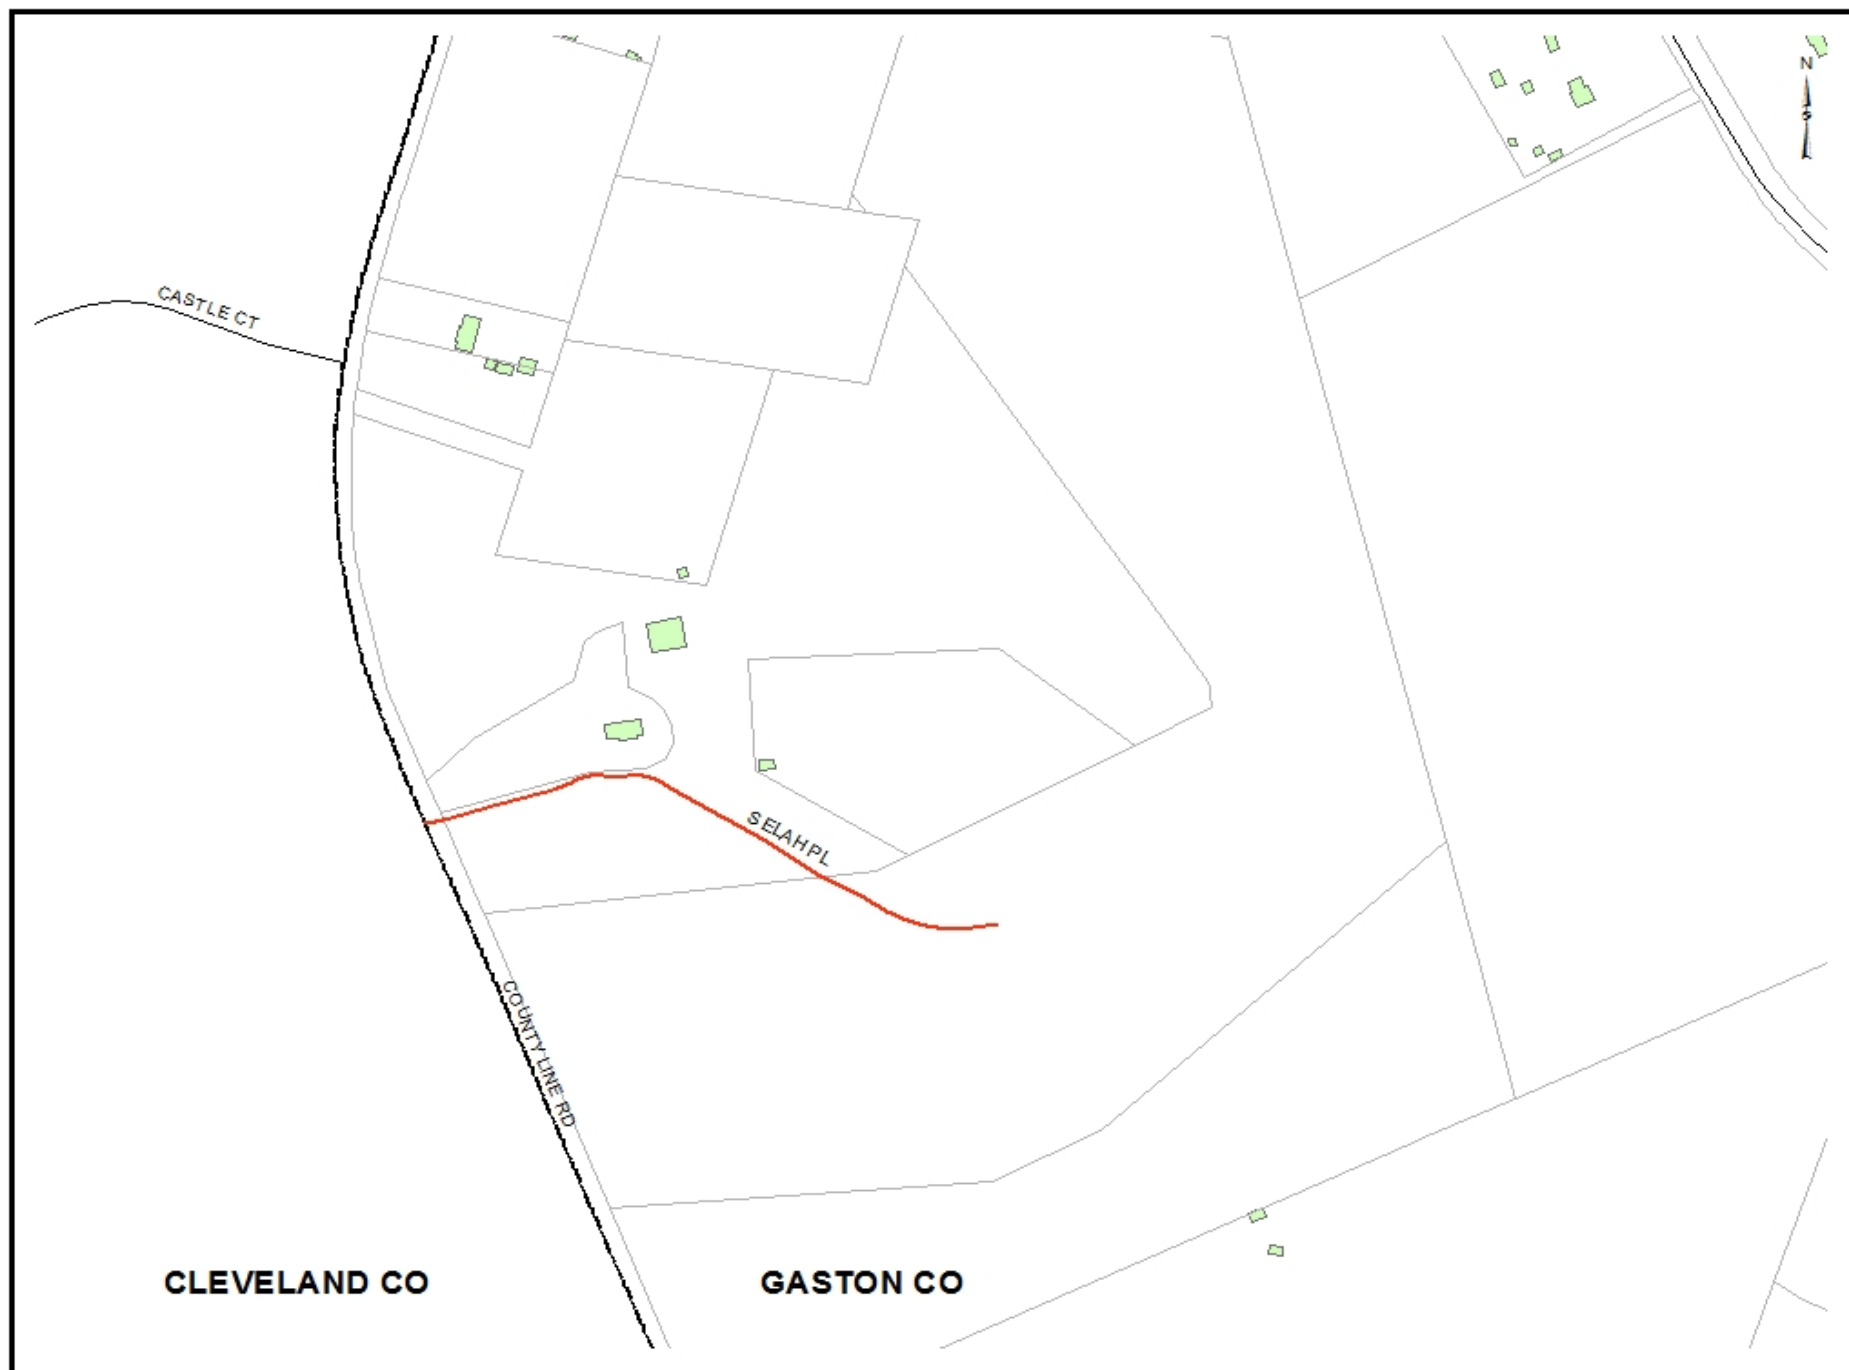 N
CASTLE CT
SELAH PL
COUNTY LINE RD
CLEVELAND CO
GASTON CO